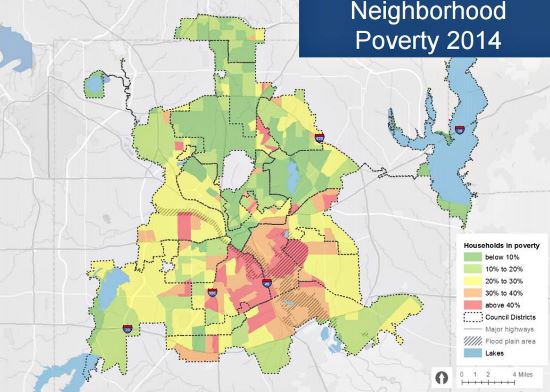 Neighborhood
Poverty 2014
Households in poverty
below 10%
10% to 20%
20% to 30%
30% to 40%
above 40%
Council Districts
Major highways
Flood plain area
Lakes
0 1 2 4 Miles